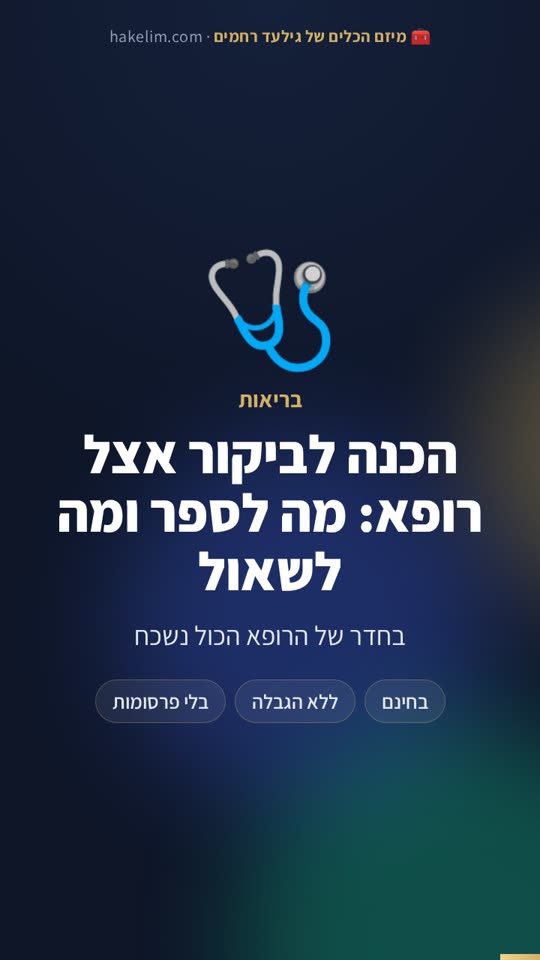 🧰 מיזם הכלים של גילעד רחמים · hakelim.com
בריאות
הכנה לביקור אצל
רופא: מה לספר ומה
לשאול
בחדר של הרופא הכול נשכח
בחינם
ללא הגבלה
בלי פרסומות